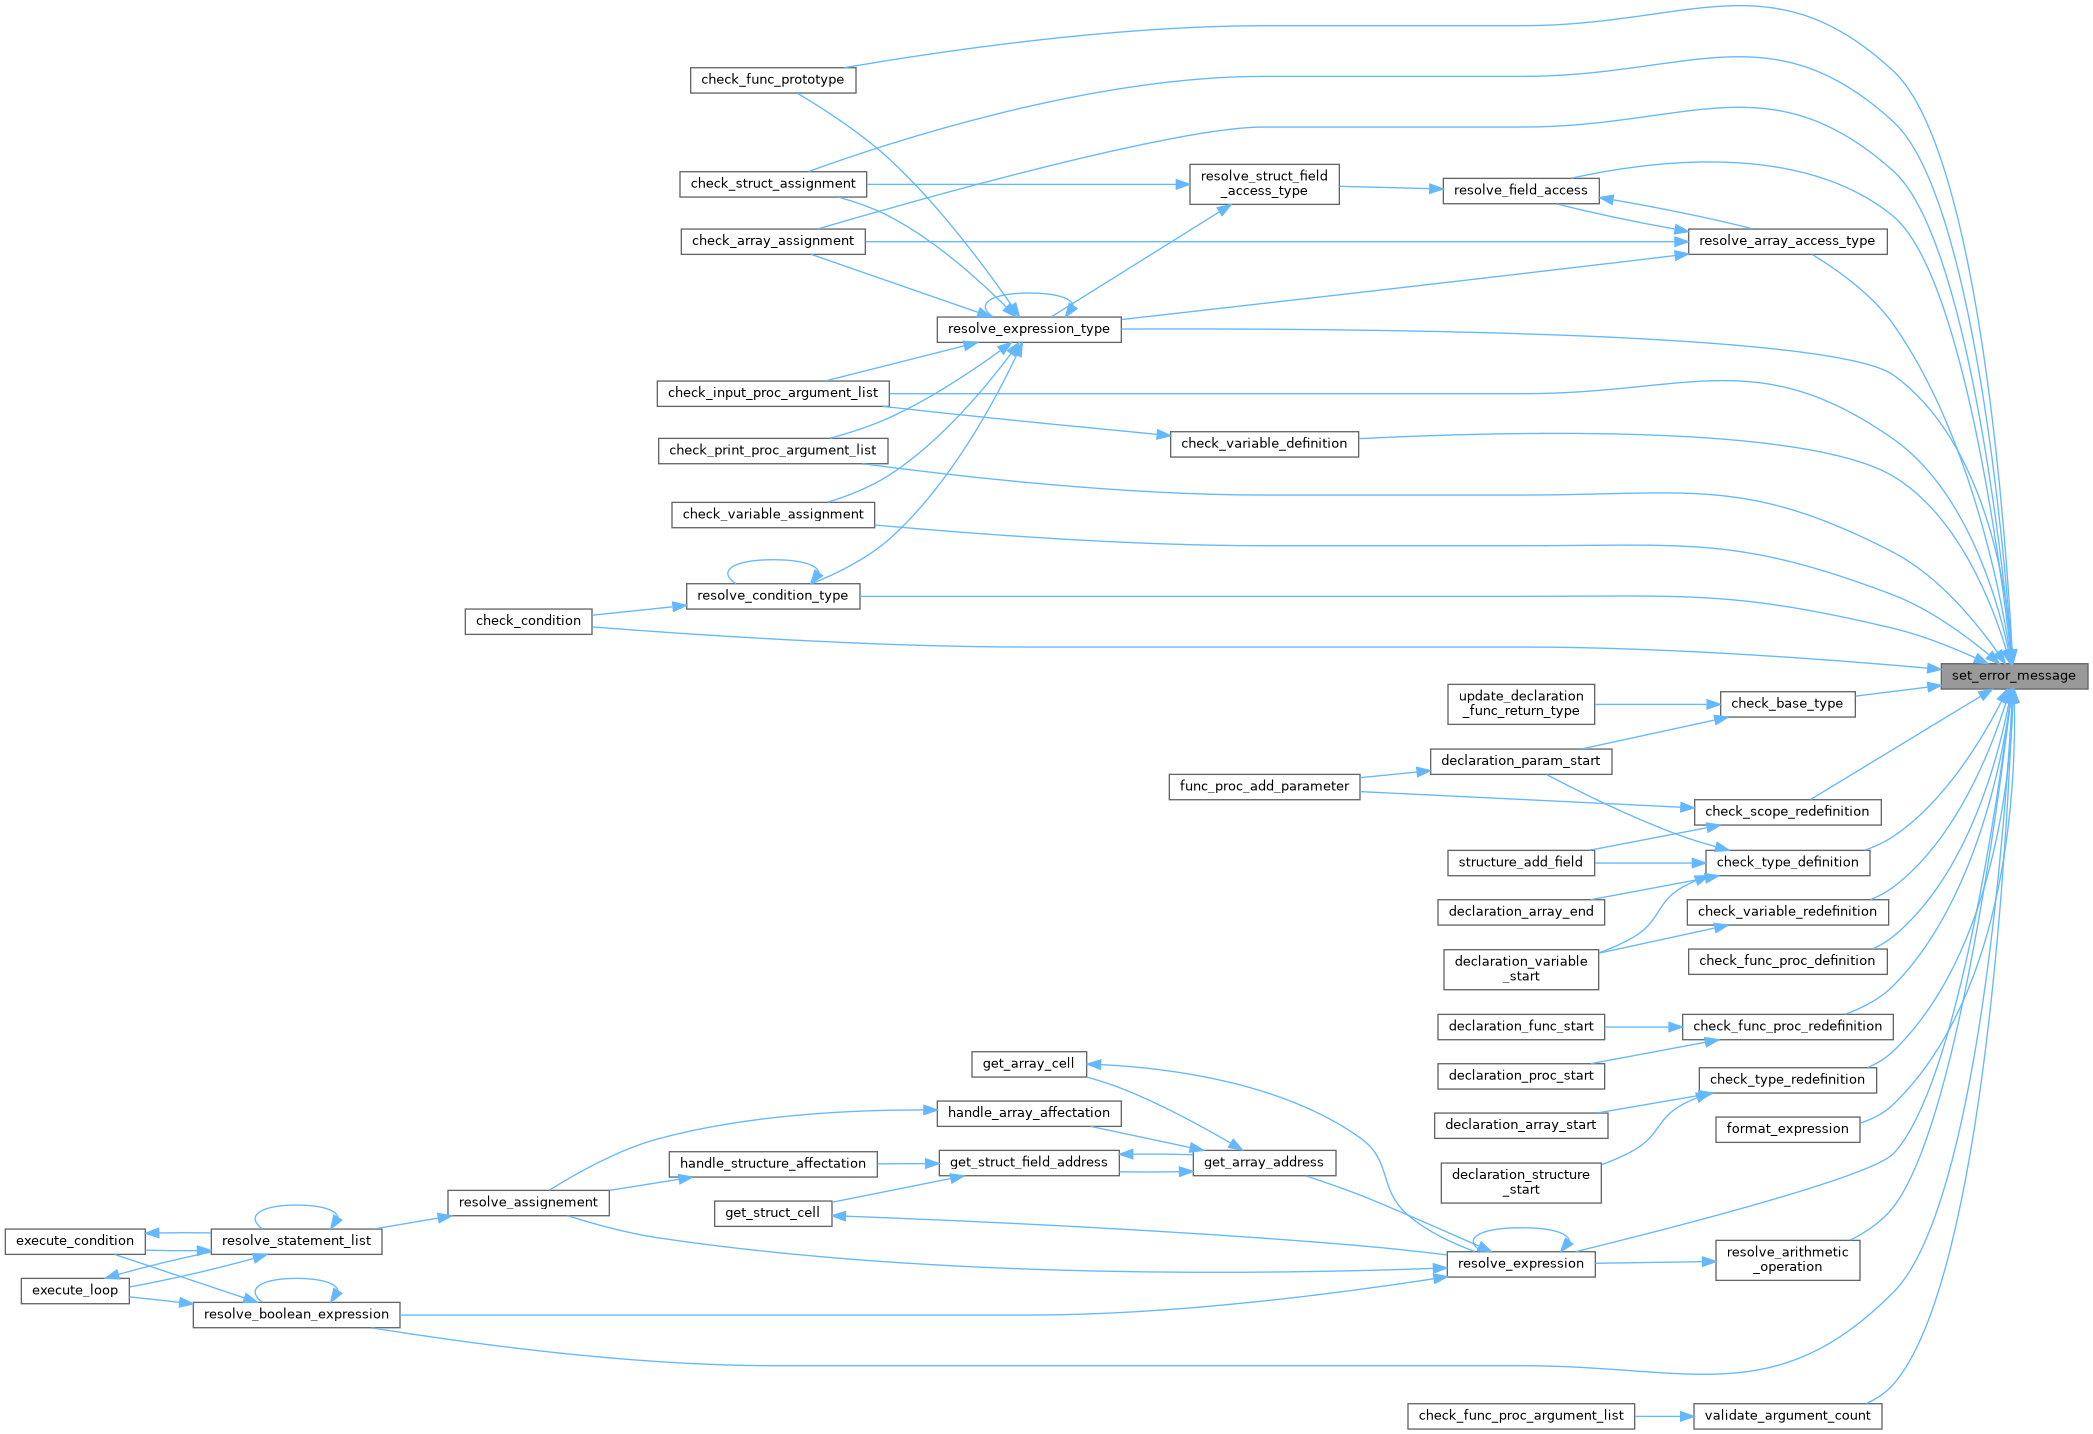 check_func_prototype
check_struct_assignment
resolve_struct_field
_access_type
resolve_field_access
check_array_assignment
resolve_array_access_type
resolve_expression_type
check_input_proc_argument_list
check_print_proc_argument_list
check_variable_definition
check_variable_assignment
resolve_condition_type
check_condition
set_error_message
update_declaration
_func_return_type
check_base_type
declaration_param_start
func_proc_add_parameter
check_scope_redefinition
structure_add_field
check_type_definition
declaration_array_end
check_variable_redefinition
declaration_variable
_start
check_func_proc_definition
declaration_func_start
check_func_proc_redefinition
declaration_proc_start
check_type_redefinition
declaration_array_start
format_expression
declaration_structure
_start
get_array_cell
handle_array_affectation
handle_structure_affectation
get_struct_field_address
get_array_address
resolve_assignement
get_struct_cell
execute_condition
resolve_statement_list
execute_loop
resolve_boolean_expression
resolve_expression
resolve_arithmetic
_operation
check_func_proc_argument_list
validate_argument_count